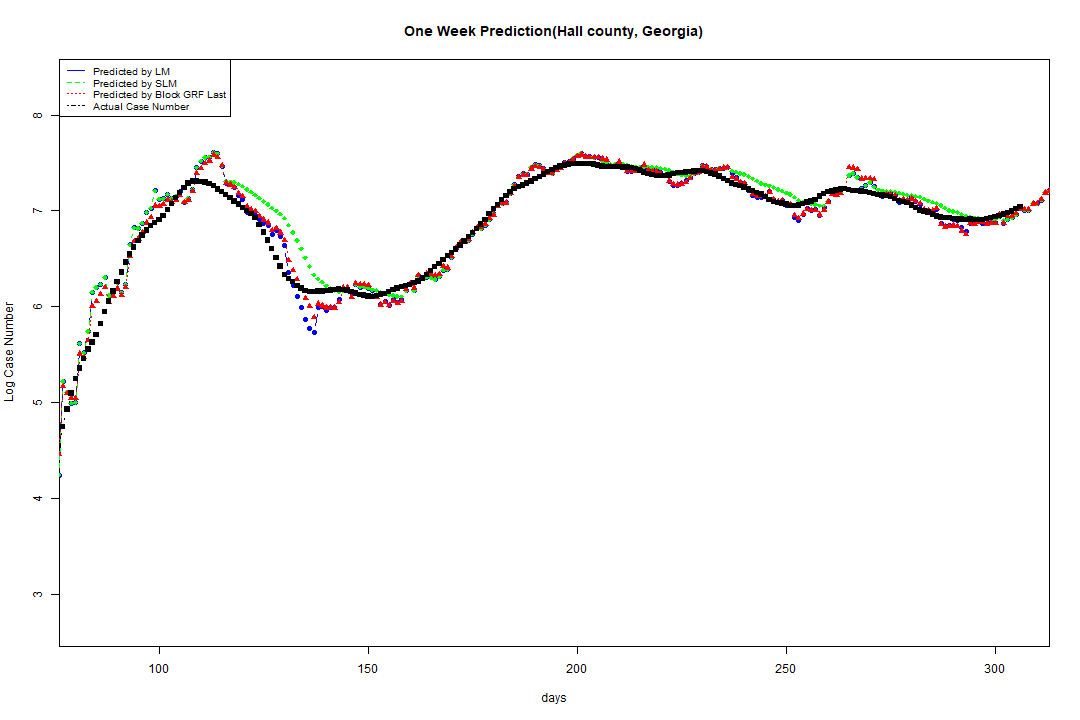 One Week Prediction(Hall county, Georgia)
Predicted by LM
Predicted by SLM
Predicted by Block GRF Last
Actual Case Number
Log Case Number
8
7
6
5
4
3
100 150 200 250 300
days